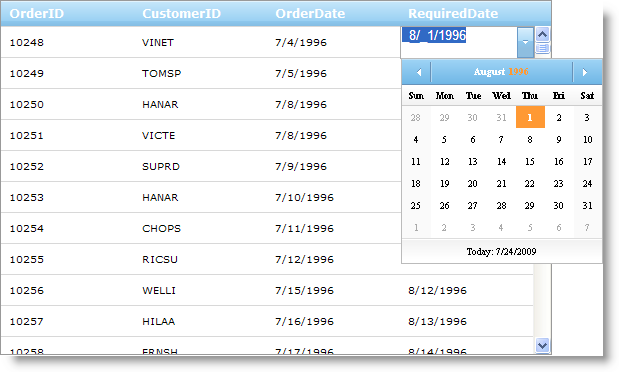 OrderID CustomerID OrderDate RequiredDate
10248 VINET 7/4/1996 8/_1/1996
10249 TOMSP 7/5/1996
10250 HANAR 7/8/1996
10251 VICTE 7/8/1996
10252 SUPRD 7/9/1996
10253 HANAR 7/10/1996
10254 CHOPS 7/11/1996
10255 RICSU 7/12/1996
10256 WELLI 7/15/1996 8/12/1996
10257 HILAA 7/16/1996 8/13/1996
10258 ERNSH 7/17/1996 8/14/1996
August 1996
Sun Mon Tue Wed Thu Fri Sat
28 29 30 31 1 2 3
4 5 6 7 8 9 10
11 12 13 14 15 16 17
18 19 20 21 22 23 24
25 26 27 28 29 30 31
1 2 3 4 5 6 7
Today: 7/24/2009